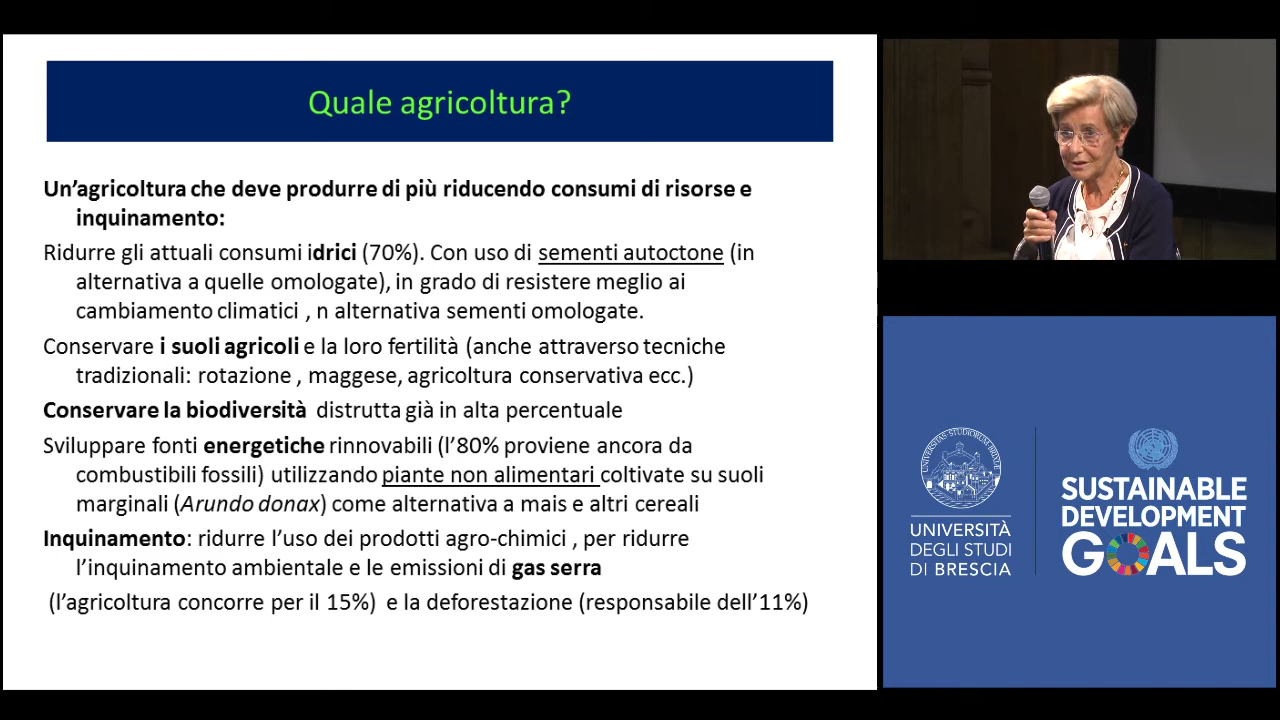 Quale agricoltura?
Un'agricoltura che deve produrre di più riducendo consumi di risorse e
inquinamento:
Ridurre gli attuali consumi idrici (70%). Con uso di sementi autoctone (in
alternativa a quelle omologate), in grado di resistere meglio ai
cambiamento climatici , n alternativa sementi omologate.
Conservare i suoli agricoli e la loro fertilità (anche attraverso tecniche
tradizionali: rotazione , maggese, agricoltura conservativa ecc.)
Conservare la biodiversità distrutta già in alta percentuale
Sviluppare fonti energetiche rinnovabili (l'80% proviene ancora da
combustibili fossili) utilizzando piante non alimentari coltivate su suoli
marginali (Arundo donax) come alternativa a mais e altri cereali
Inquinamento: ridurre l'uso dei prodotti agro-chimici , per ridurre
l'inquinamento ambientale e le emissioni di gas serra
(l'agricoltura concorre per il 15%) e la deforestazione (responsabile dell'11%)
UNIVERSITÀ
DEGLI STUDI
DI BRESCIA
SUSTAINABLE
DEVELOPMENT
GOALS